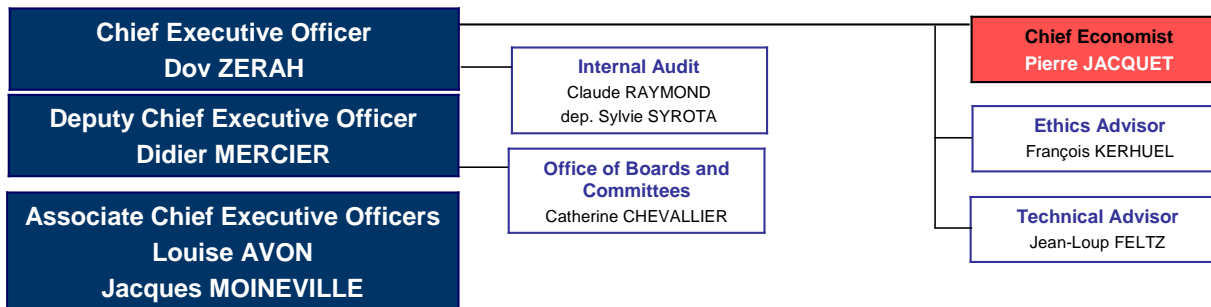 Chief Executive Officer
Dov ZERAH
Deputy Chief Executive Officer
Didier MERCIER
Associate Chief Executive Officers
Louise AVON
Jacques MOINEVILLE
Internal Audit
Claude RAYMOND
dep. Sylvie SYROTA
Office of Boards and
Committees
Catherine CHEVALLIER
Chief Economist
Pierre JACQUET
Ethics Advisor
François KERHUEL
Technical Advisor
Jean-Loup FELTZ